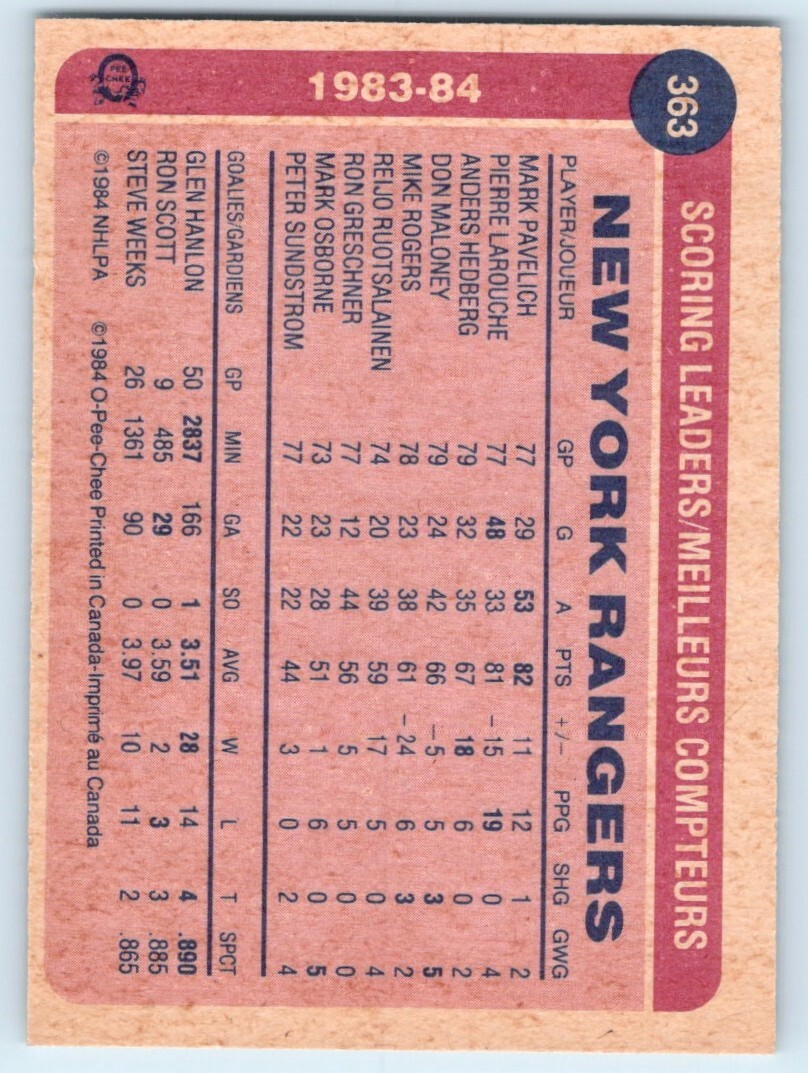 363
SCORING LEADERS/MEILLEURS COMPTEURS
1983-84
PEE
CHEE
NEW YORK RANGERS
PLAYER/JOUEUR GP G A PTS +/− PPG SHG GWG
MARK PAVELICH 77 29 53 82 11 12 1 2
PIERRE LAROUCHE 77 48 33 81 −15 19 0 4
ANDERS HEDBERG 79 32 35 67 18 6 0 2
DON MALONEY 79 24 42 66 −5 5 3 5
MIKE ROGERS 78 23 38 61 −24 6 3 2
REIJO RUOTSALAINEN 74 20 39 59 17 5 0 4
RON GRESCHNER 77 12 44 56 5 5 0 0
MARK OSBORNE 73 23 28 51 1 6 0 5
PETER SUNDSTROM 77 22 22 44 3 0 2 4
GOALIES/GARDIENS GP MIN GA SO AVG W L T SPCT
GLEN HANLON 50 2837 166 1 3.51 28 14 4 .890
RON SCOTT 9 485 29 0 3.59 2 3 3 .885
STEVE WEEKS 26 1361 90 0 3.97 10 11 2 .865
©1984 NHLPA ©1984 O-Pee-Chee Printed in Canada-Imprimé au Canada